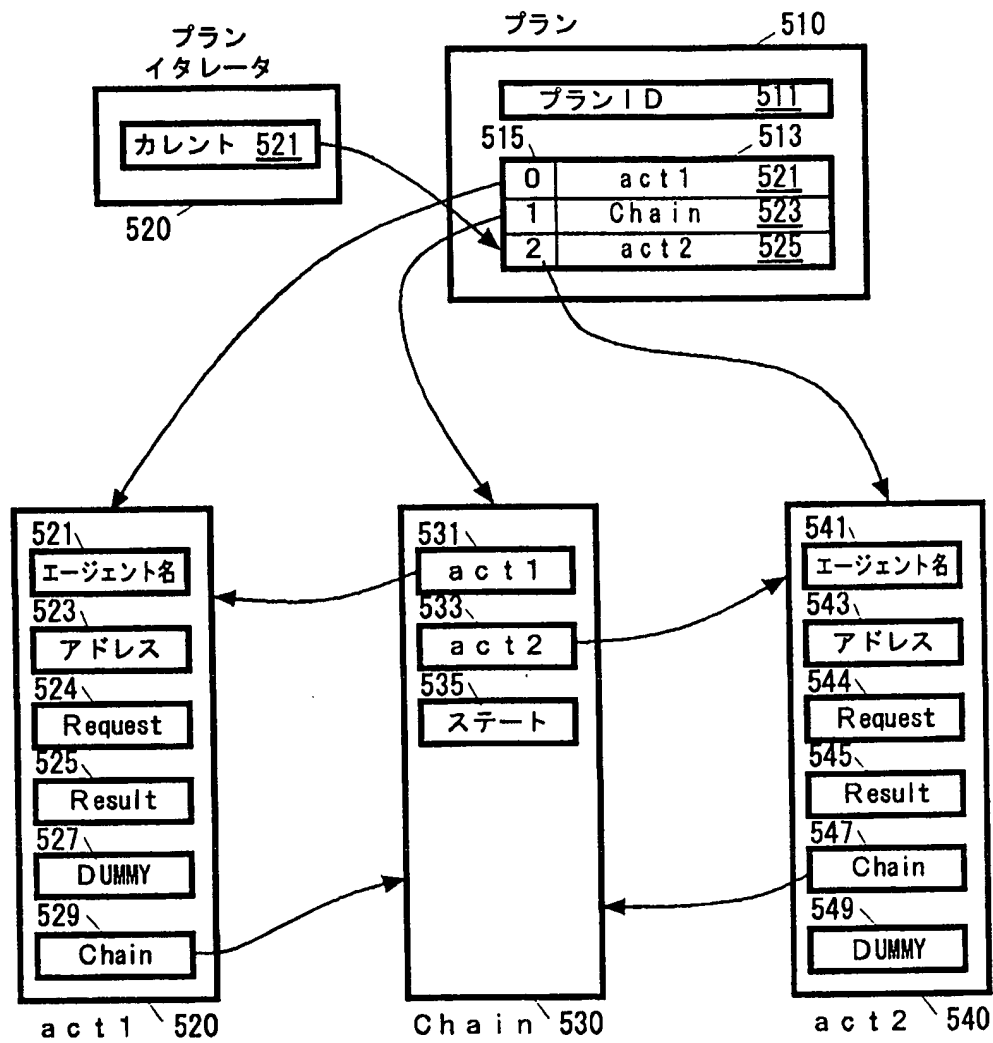 プラン
イタレータ
カレント 521
520
プラン
510
プランID 511
515
513
0 act1 521
1 Chain 523
2 act2 525
521
エージェント名
523
アドレス
524
Request
525
Result
527
DUMMY
529
Chain
act1 520
531
act1
533
act2
535
ステート
Chain 530
541
エージェント名
543
アドレス
544
Request
545
Result
547
Chain
549
DUMMY
act2 540